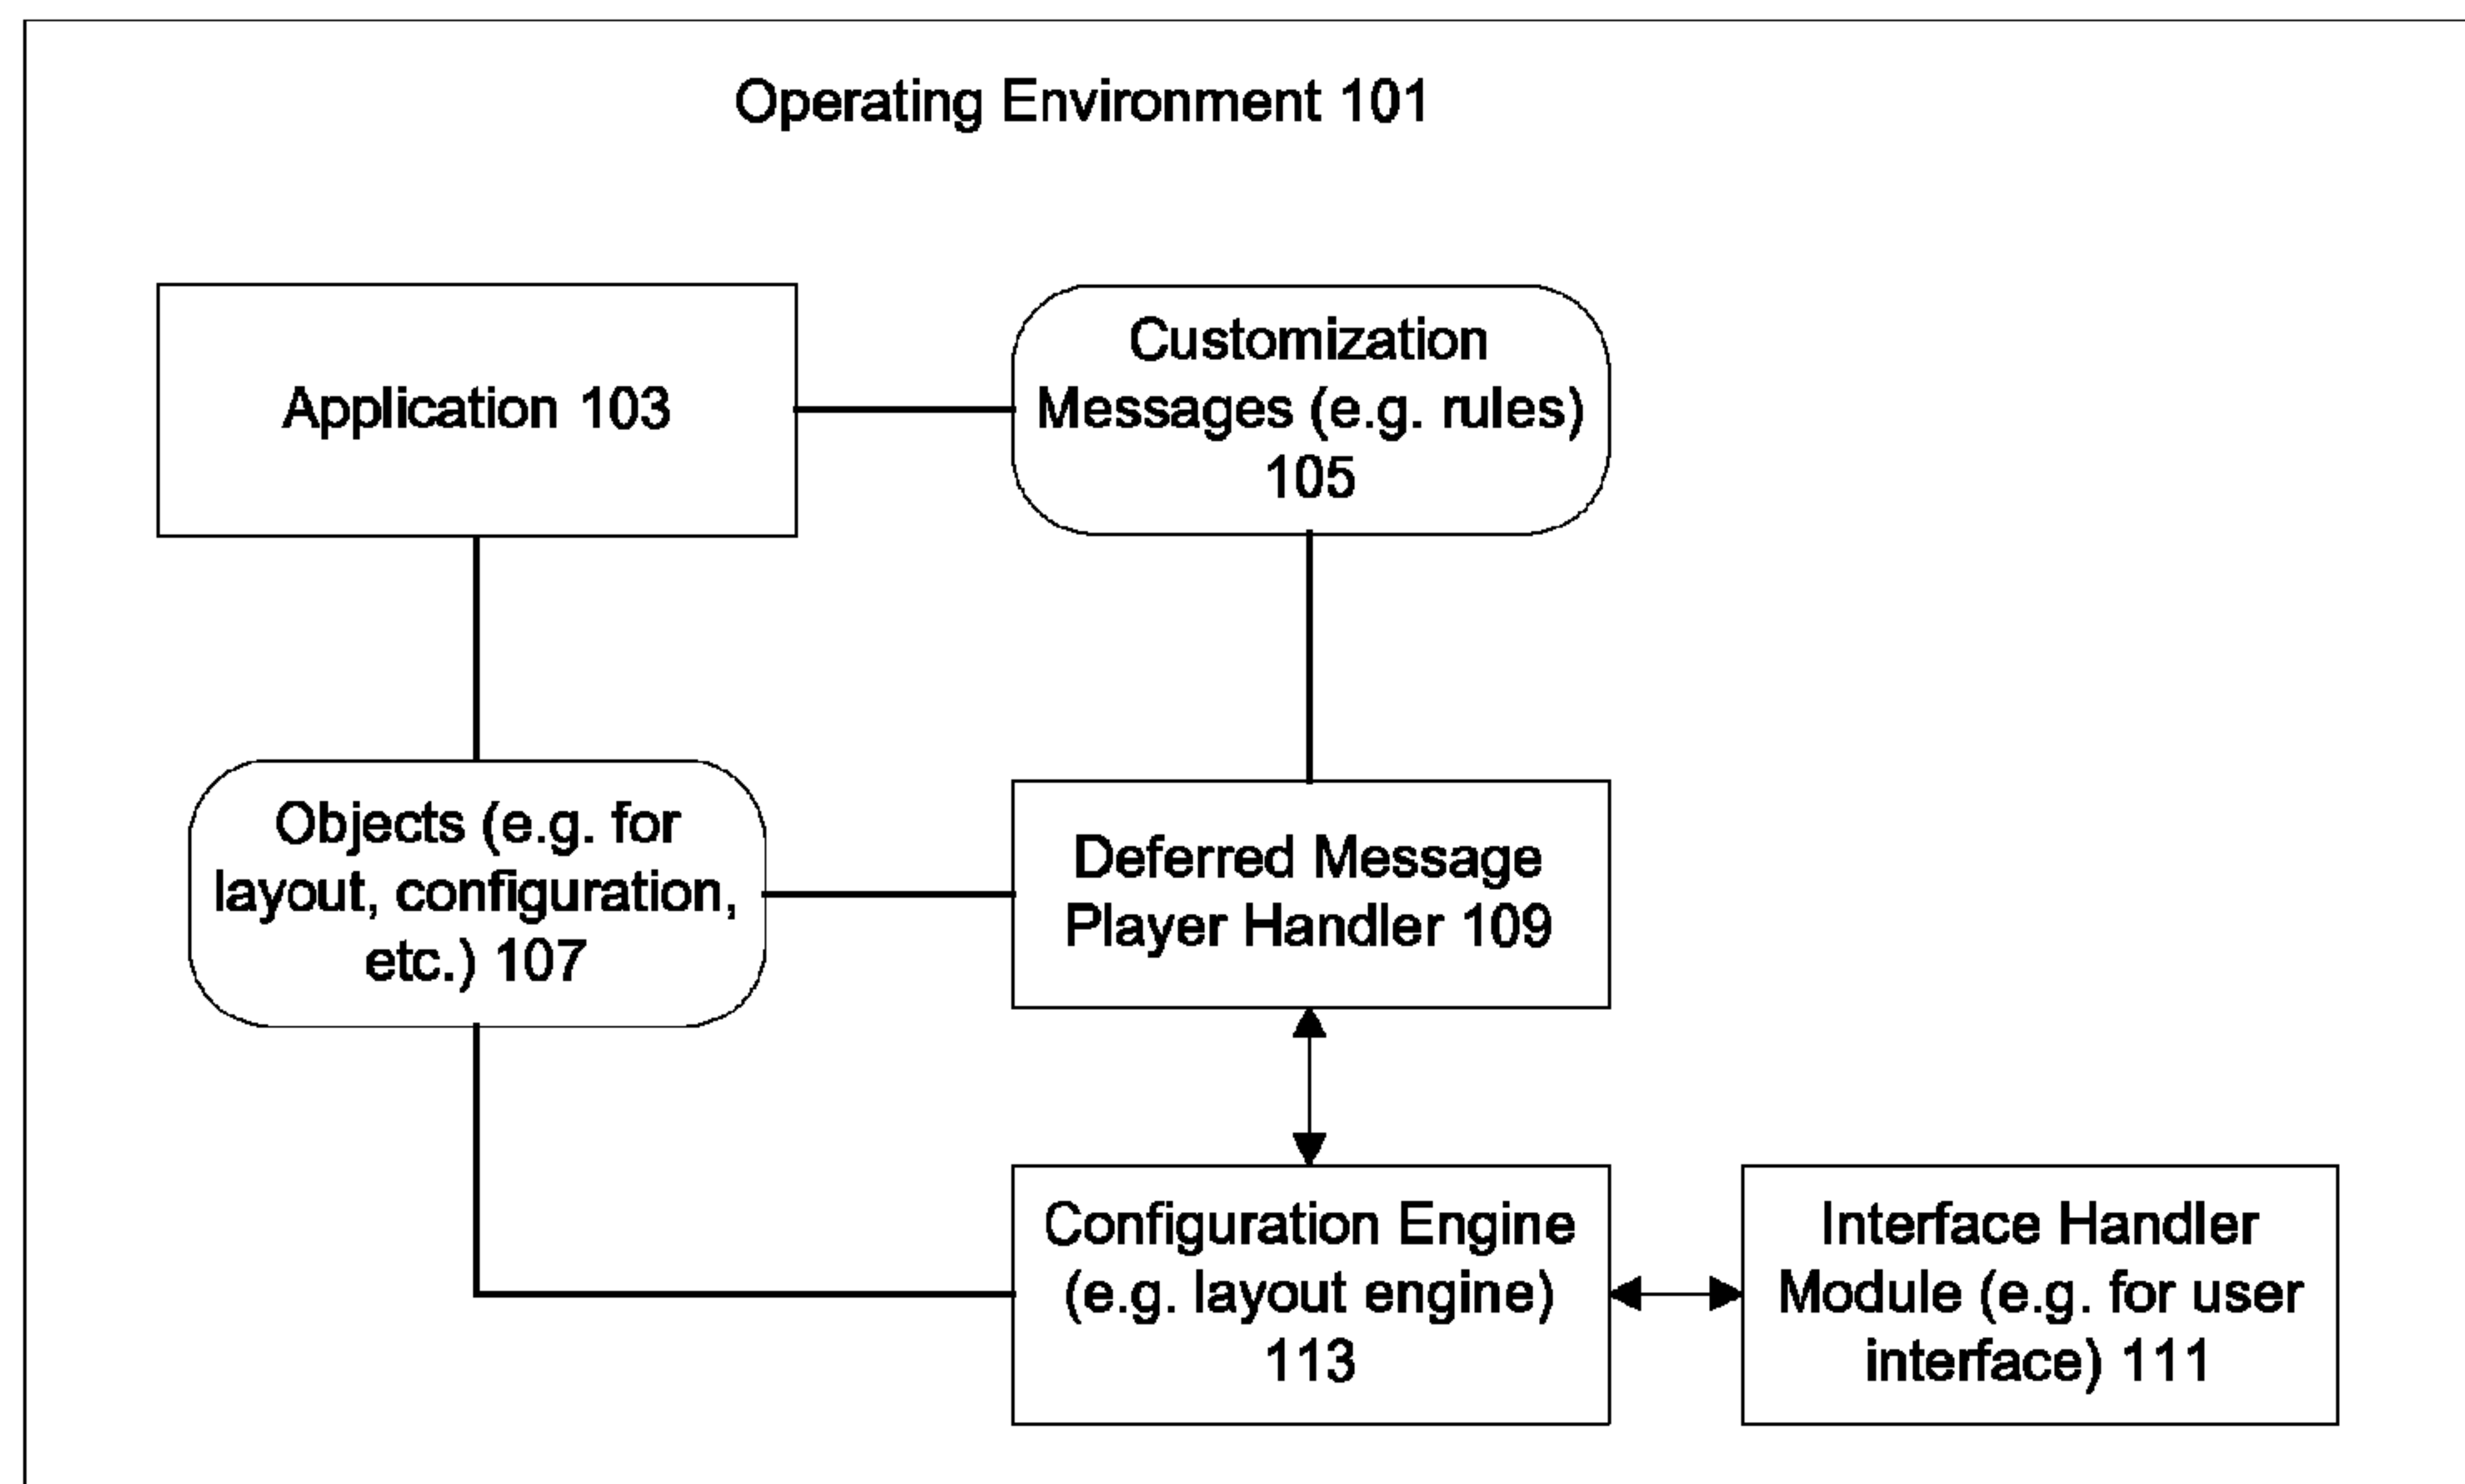 Operating Environment 101
Application 103
Customization
Messages (e.g. rules)
105
Objects (e.g. for
layout, configuration,
etc.) 107
Deferred Message
Player Handler 109
Configuration Engine
(e.g. layout engine)
113
Interface Handler
Module (e.g. for user
interface) 111